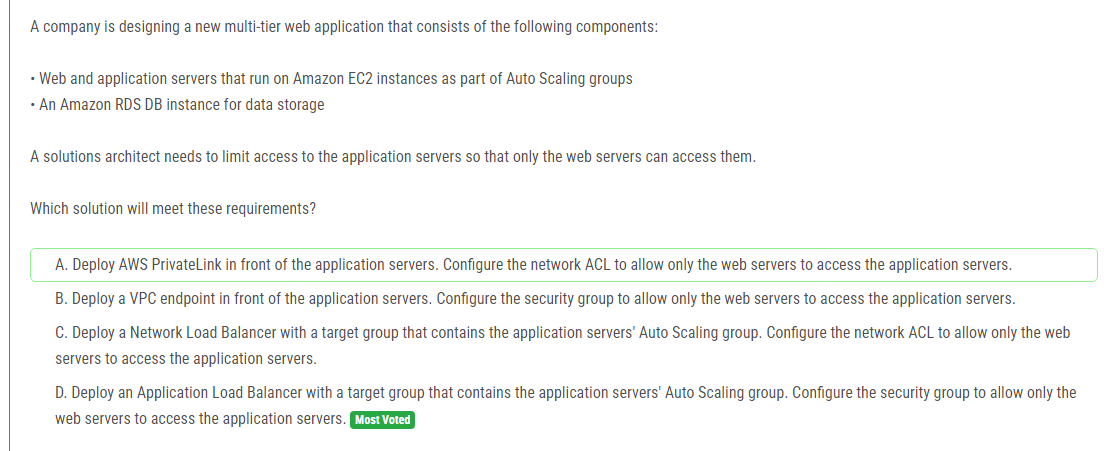 A company is designing a new multi-tier web application that consists of the following components:
• Web and application servers that run on Amazon EC2 instances as part of Auto Scaling groups
• An Amazon RDS DB instance for data storage
A solutions architect needs to limit access to the application servers so that only the web servers can access them.
Which solution will meet these requirements?
A. Deploy AWS PrivateLink in front of the application servers. Configure the network ACL to allow only the web servers to access the application servers.
B. Deploy a VPC endpoint in front of the application servers. Configure the security group to allow only the web servers to access the application servers.
C. Deploy a Network Load Balancer with a target group that contains the application servers' Auto Scaling group. Configure the network ACL to allow only the web
servers to access the application servers.
D. Deploy an Application Load Balancer with a target group that contains the application servers' Auto Scaling group. Configure the security group to allow only the
web servers to access the application servers. Most Voted